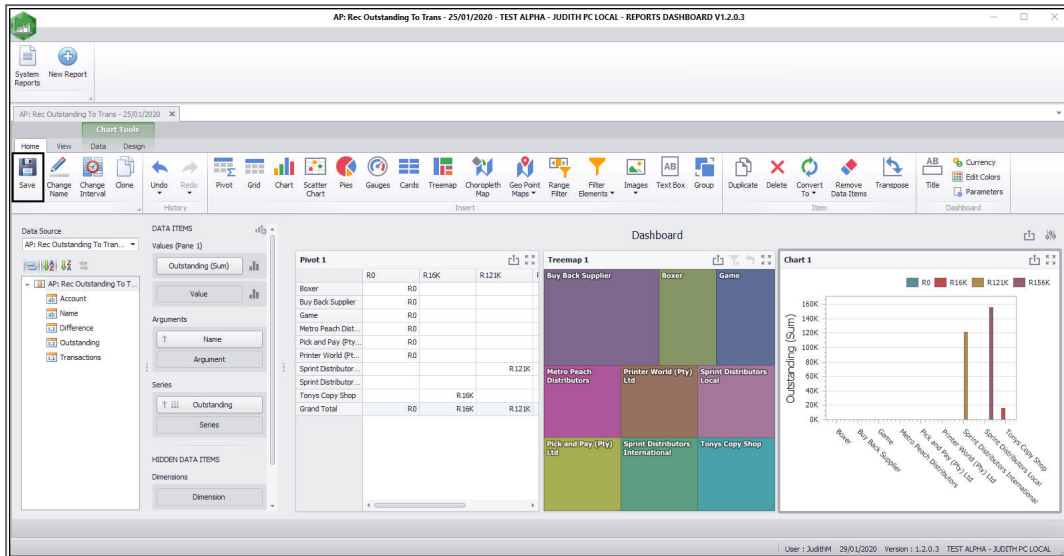 AP: Rec Outstanding To Trans - 25/01/2020 - TEST ALPHA - JUDITH PC LOCAL - REPORTS DASHBOARD V1.2.0.3
System Reports
New Report
AP: Rec Outstanding To Trans - 25/01/2020
Chart Tools
Home View Data Design
Save
Change Name
Change Interval
Clone
Undo
Redo
Pivot
Grid
Chart
Scatter Chart
Pies
Gauges
Cards
Treemap
Choropleth Map
Geo Point Maps
Range Filter
Filter Elements
Images
AB
Text Box
Group
Duplicate
Delete
Convert To
Remove Data Items
Transpose
AB
Title
Currency
Edit Colors
Parameters
History
Insert
Item
Dashboard
Data Source
AP: Rec Outstanding To Tran...
AP: Rec Outstanding To T...
Account
Name
Difference
Outstanding
Transactions
DATA ITEMS
Values (Pane 1)
Outstanding (Sum)
Value
Arguments
Name
Argument
Series
Outstanding
Series
HIDDEN DATA ITEMS
Dimensions
Dimension
Dashboard
Pivot 1
R0 R16K R121K
Boxer R0
Buy Back Supplier R0
Game R0
Metro Peach Dist... R0
Pick and Pay (Pty... R0
Printer World (Pt... R0
Sprint Distributor... R121K
Sprint Distributor...
Tonys Copy Shop R16K
Grand Total R0 R16K R121K
Treemap 1
Buy Back Supplier
Boxer
Game
Metro Peach Distributors
Printer World (Pty) Ltd
Sprint Distributors Local
Pick and Pay (Pty) Ltd
Sprint Distributors International
Tonys Copy Shop
Chart 1
R0 R16K R121K R156K
Outstanding (Sum)
160K
140K
120K
100K
80K
60K
40K
20K
0K
Boxer
Buy Back Supplier
Game
Metro Peach Distributors
Pick and Pay (Pty) Ltd
Printer World (Pty) Ltd
Sprint Distributors International
Sprint Distributors Local
Tonys Copy Shop
User : JudithM 29/01/2020 Version : 1.2.0.3 TEST ALPHA - JUDITH PC LOCAL